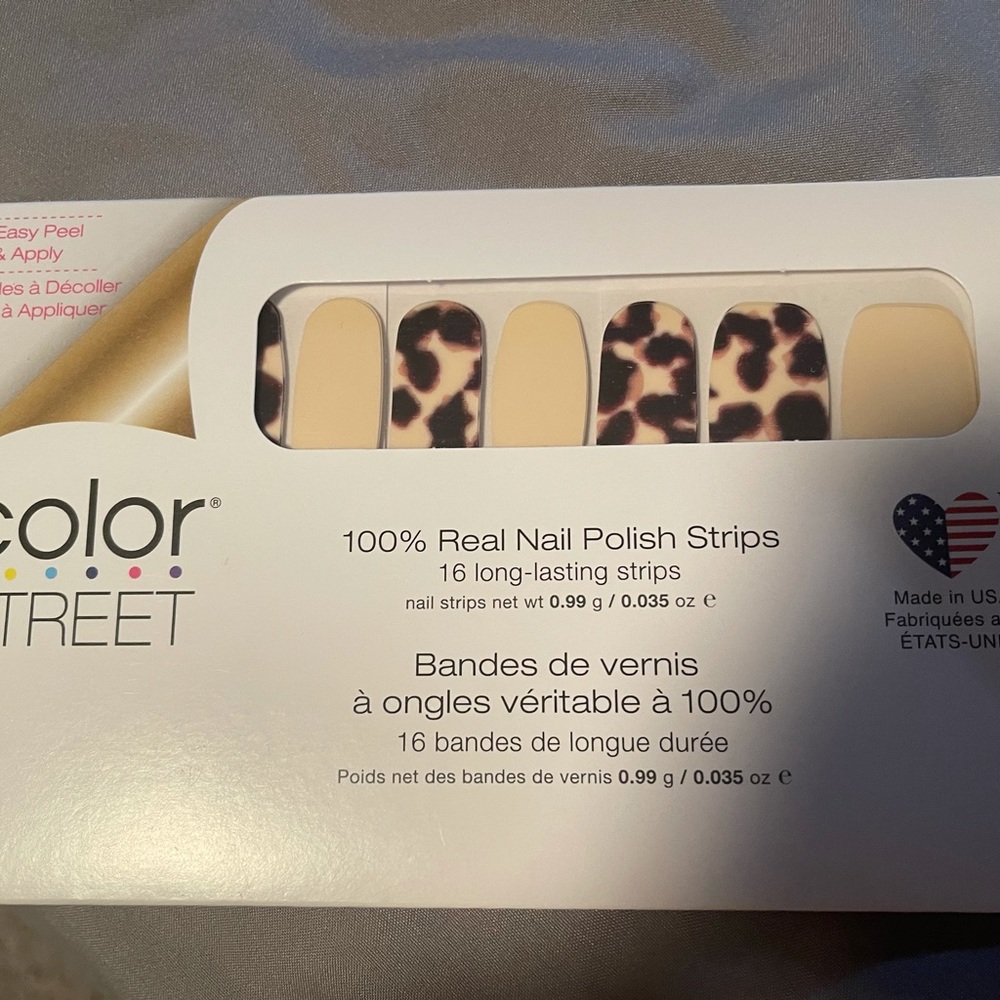 Easy Peel
& Apply
les à Décoller
à Appliquer
color®
TREET
100% Real Nail Polish Strips
16 long-lasting strips
nail strips net wt 0.99 g / 0.035 oz ℮
Bandes de vernis
à ongles véritable à 100%
16 bandes de longue durée
Poids net des bandes de vernis 0.99 g / 0.035 oz ℮
Made in US
Fabriquées a
ÉTATS-UNI